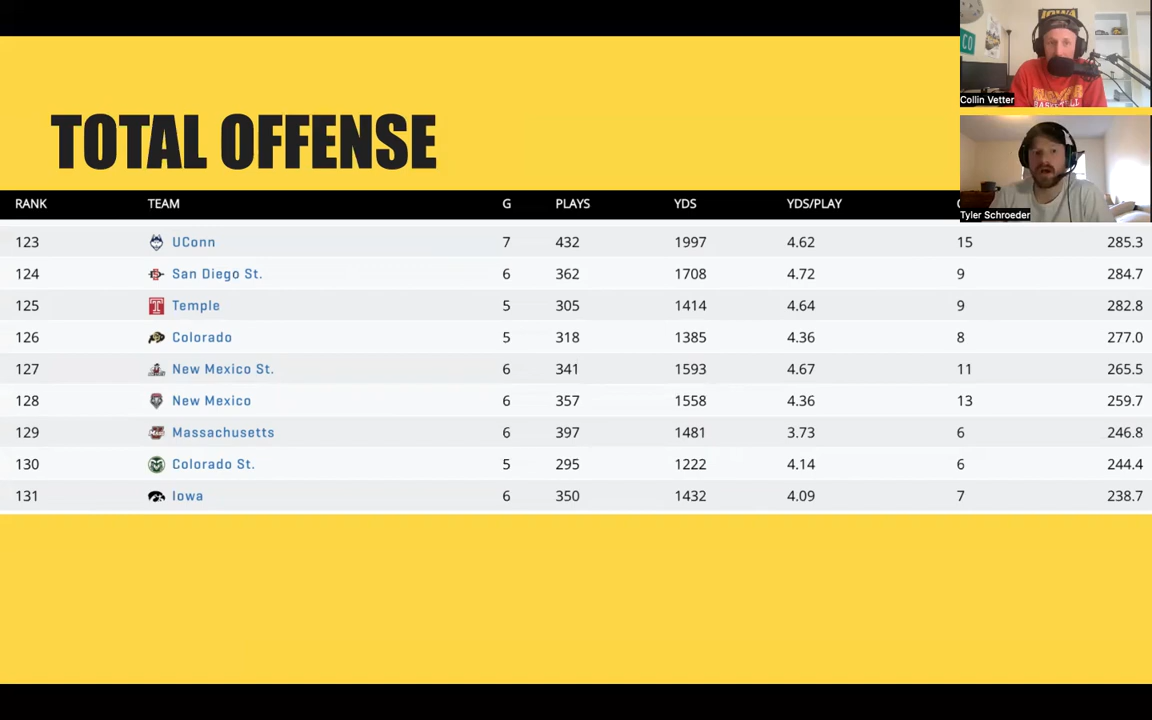 IOWA
CO
Collin Vetter
BASKETBALL
TOTAL OFFENSE
Tyler Schroeder
RANK TEAM G PLAYS YDS YDS/PLAY
123 UConn 7 432 1997 4.62 15 285.3
124 San Diego St. 6 362 1708 4.72 9 284.7
125 Temple 5 305 1414 4.64 9 282.8
126 Colorado 5 318 1385 4.36 8 277.0
127 New Mexico St. 6 341 1593 4.67 11 265.5
128 New Mexico 6 357 1558 4.36 13 259.7
129 Massachusetts 6 397 1481 3.73 6 246.8
130 Colorado St. 5 295 1222 4.14 6 244.4
131 Iowa 6 350 1432 4.09 7 238.7